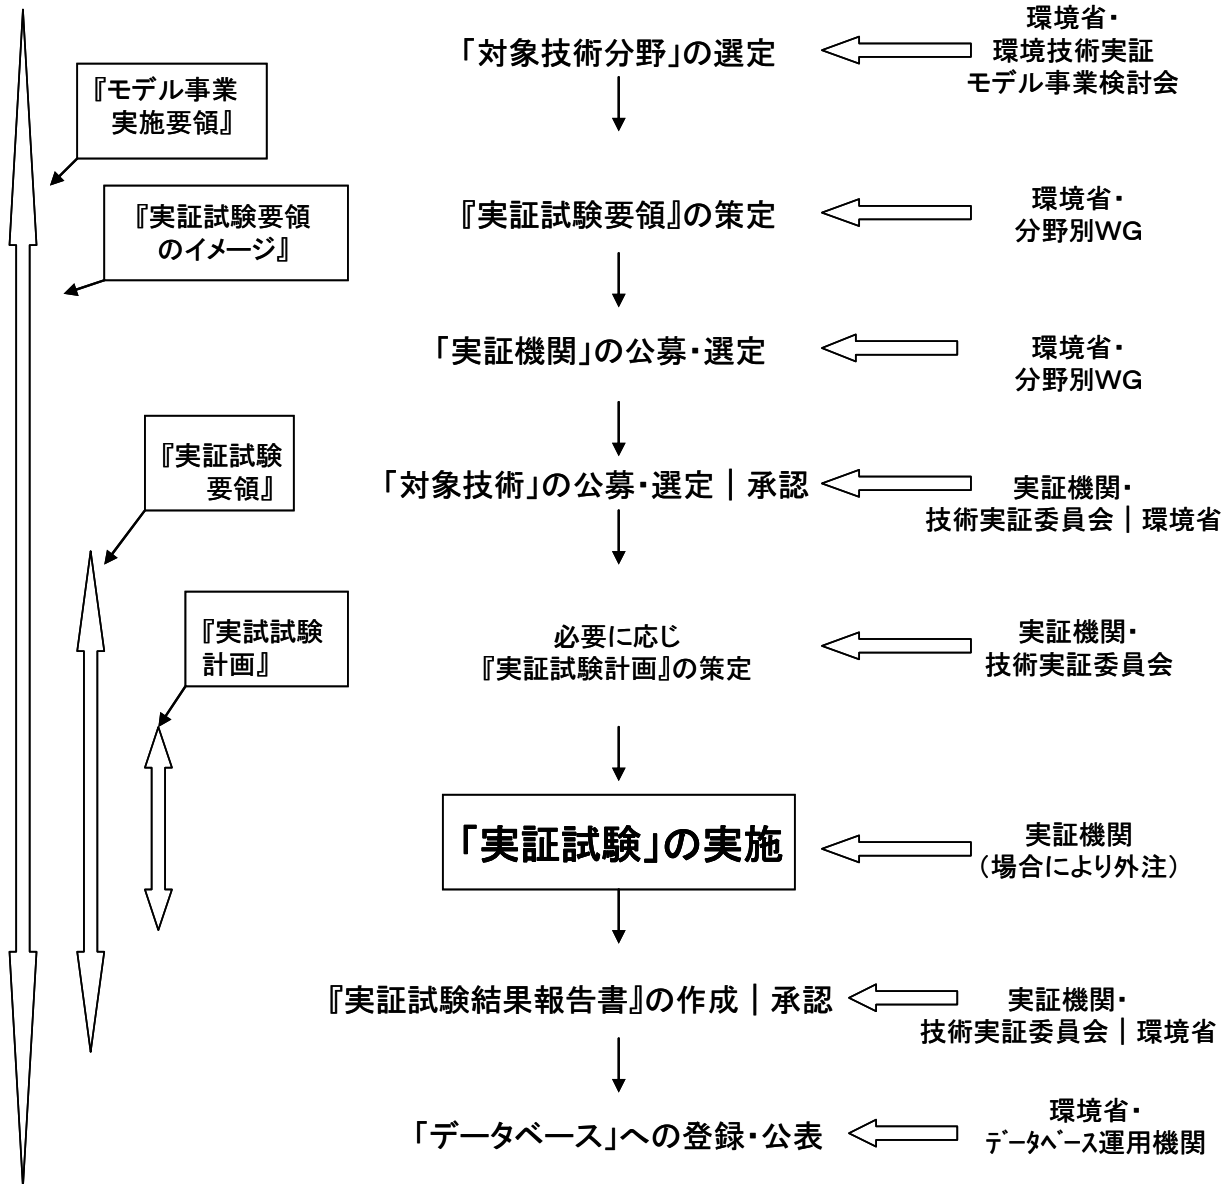 「対象技術分野」の選定
環境省・
環境技術実証
モデル事業検討会
『モデル事業
実施要領』
『実証試験要領
のイメージ』
『実証試験要領』の策定
環境省・
分野別WG
「実証機関」の公募・選定
環境省・
分野別WG
『実証試験
要領』
「対象技術」の公募・選定｜承認
実証機関・
技術実証委員会｜環境省
『実試試験
計画』
必要に応じ
『実証試験計画』の策定
実証機関・
技術実証委員会
「実証試験」の実施
実証機関
（場合により外注）
『実証試験結果報告書』の作成｜承認
実証機関・
技術実証委員会｜環境省
「データベース」への登録・公表
環境省・
ﾃﾞｰﾀﾍﾞｰｽ運用機関